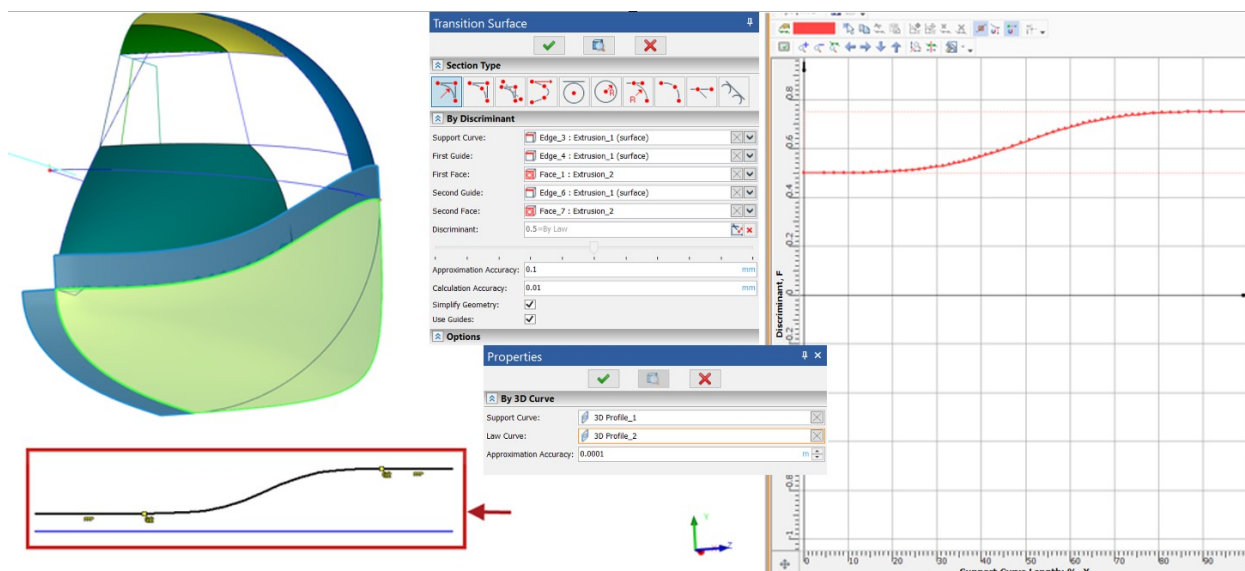 Transition Surface
Section Type
By Discriminant
Support Curve: Edge_3 : Extrusion_1 (surface)
First Guide: Edge_4 : Extrusion_1 (surface)
First Face: Face_1 : Extrusion_2
Second Guide: Edge_6 : Extrusion_1 (surface)
Second Face: Face_7 : Extrusion_2
Discriminant: 0.5=By Law
Approximation Accuracy: 0.1 mm
Calculation Accuracy: 0.01 mm
Simplify Geometry:
Use Guides:
Options
Properties
By 3D Curve
Support Curve: 3D Profile_1
Law Curve: 3D Profile_2
Approximation Accuracy: 0.0001 m
Y
Z
Discriminant, F
0.8
0.6
0.4
0.2
0
0.2
0.8
1
0 10 20 30 40 50 60 70 80 90
Support Curve Length: %, X